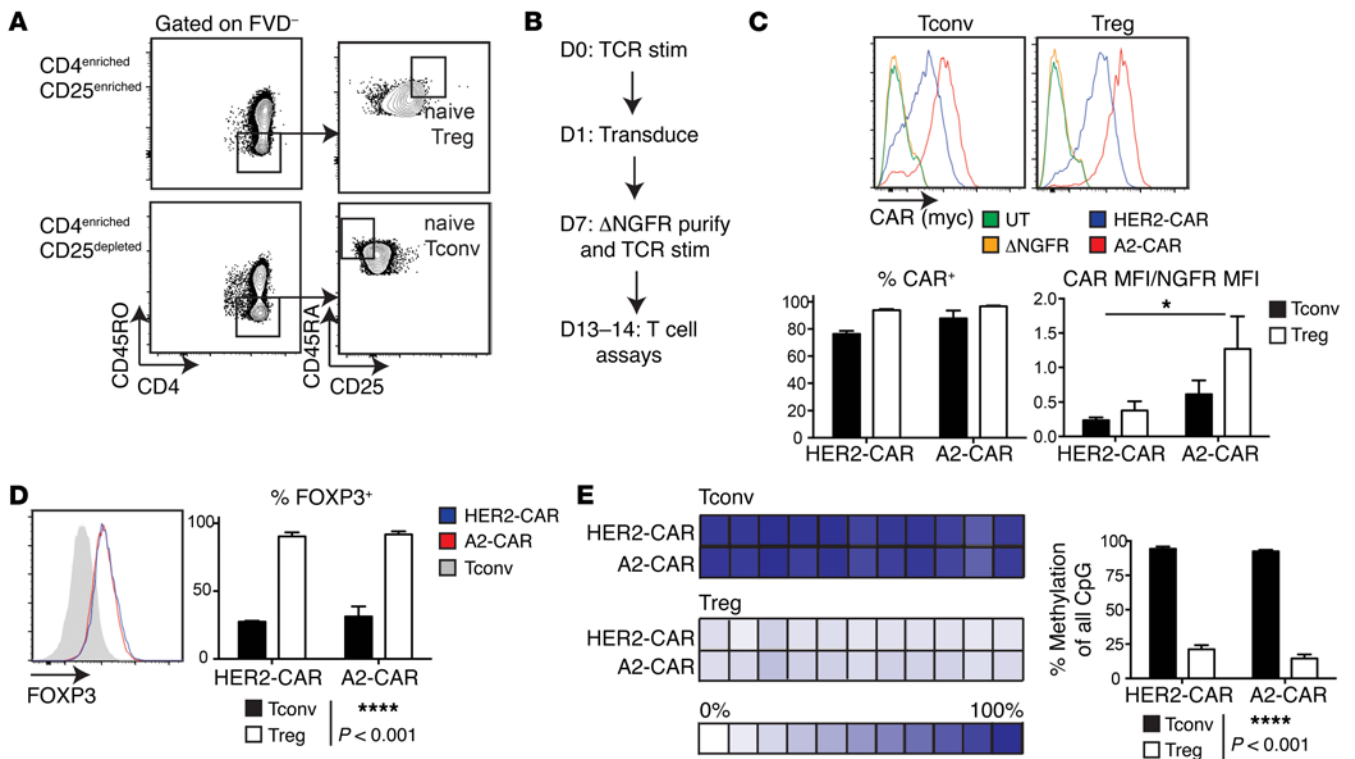 A
Gated on FVD⁻
CD4enriched
CD25enriched
naive
Treg
CD4enriched
CD25depleted
naive
Tconv
CD45RO
CD4
CD45RA
CD25
B
D0: TCR stim
D1: Transduce
D7: ΔNGFR purify
and TCR stim
D13–14: T cell
assays
C
Tconv
Treg
CAR (myc)
UT
HER2-CAR
ΔNGFR
A2-CAR
% CAR⁺
100
80
60
40
20
0
HER2-CAR
A2-CAR
CAR MFI/NGFR MFI
2.0
1.5
1.0
0.5
0.0
*
HER2-CAR
A2-CAR
Tconv
Treg
D
FOXP3
% FOXP3⁺
100
50
0
HER2-CAR
A2-CAR
HER2-CAR
A2-CAR
Tconv
Tconv
Treg
****
P < 0.001
E
Tconv
HER2-CAR
A2-CAR
Treg
HER2-CAR
A2-CAR
0%
100%
% Methylation
of all CpG
100
75
50
25
0
HER2-CAR
A2-CAR
Tconv
Treg
****
P < 0.001